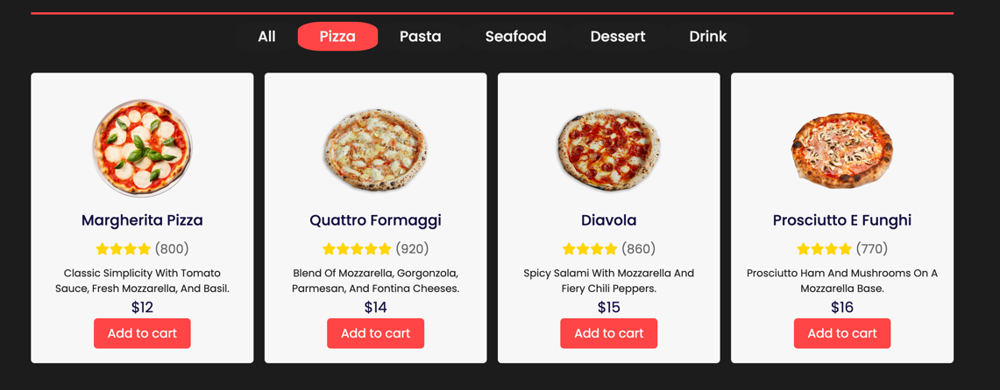 All Pizza Pasta Seafood Dessert Drink
Margherita Pizza
(800)
Classic Simplicity With Tomato
Sauce, Fresh Mozzarella, And Basil.
$12
Add to cart
Quattro Formaggi
(920)
Blend Of Mozzarella, Gorgonzola,
Parmesan, And Fontina Cheeses.
$14
Add to cart
Diavola
(860)
Spicy Salami With Mozzarella And
Fiery Chili Peppers.
$15
Add to cart
Prosciutto E Funghi
(770)
Prosciutto Ham And Mushrooms On A
Mozzarella Base.
$16
Add to cart